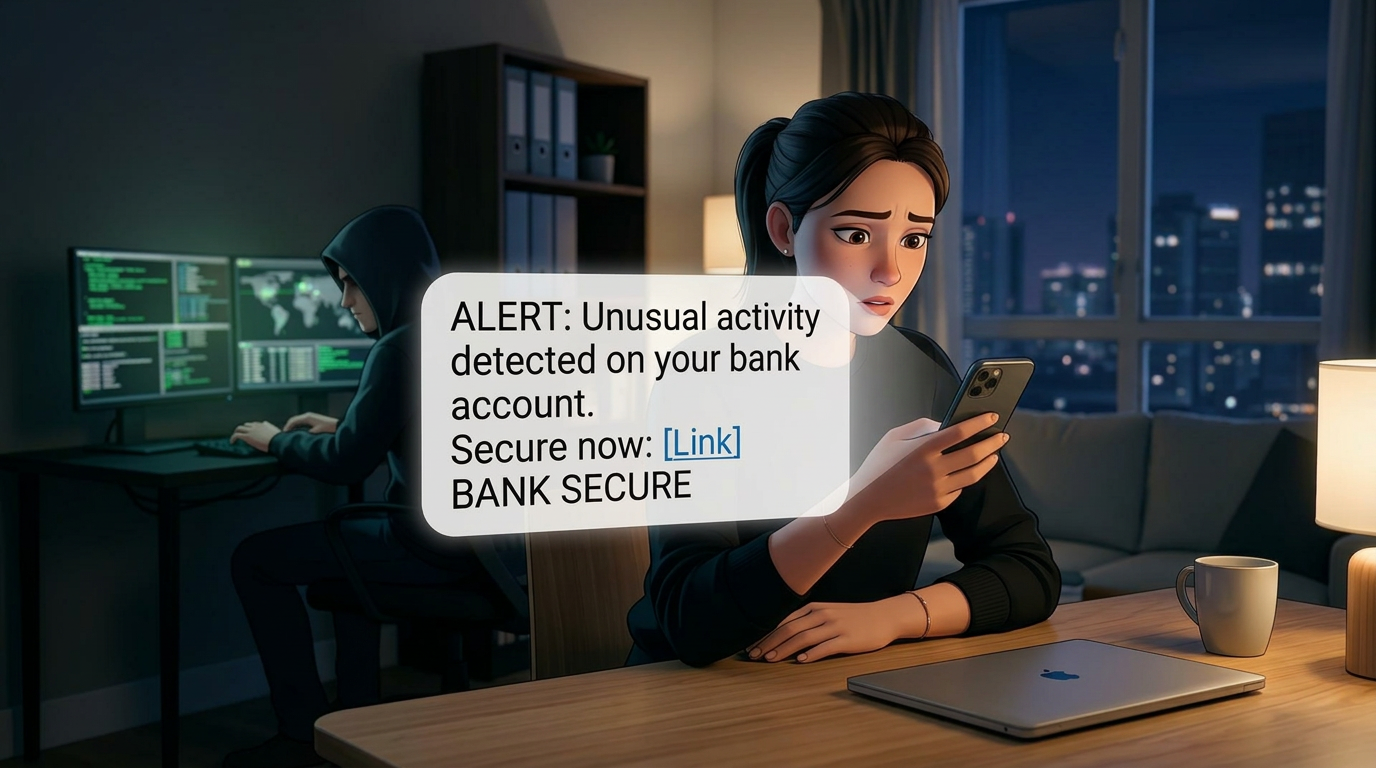 ALERT: Unusual activity
detected on your bank
account.
Secure now: [Link]
BANK SECURE